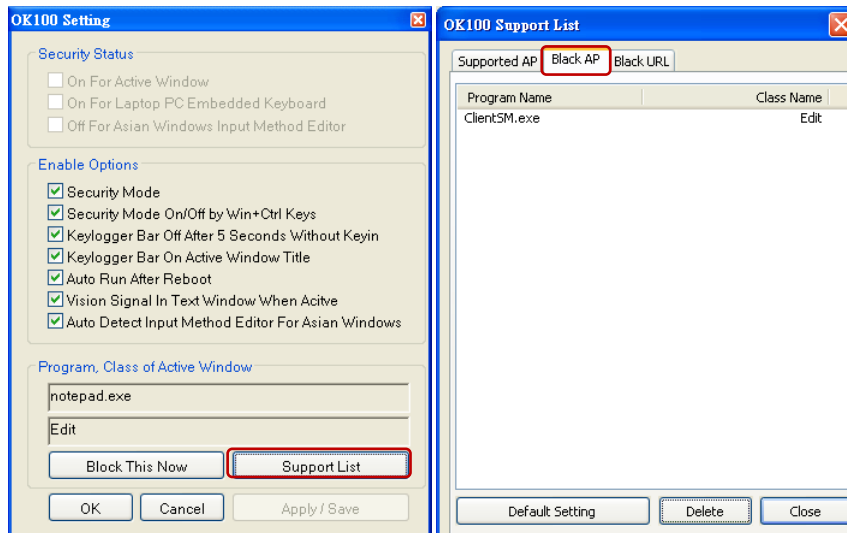 OK100 Setting
Security Status
On For Active Window
On For Laptop PC Embedded Keyboard
Off For Asian Windows Input Method Editor
Enable Options
Security Mode
Security Mode On/Off by Win+Ctrl Keys
Keylogger Bar Off After 5 Seconds Without Keyin
Keylogger Bar On Active Window Title
Auto Run After Reboot
Vision Signal In Text Window When Acitve
Auto Detect Input Method Editor For Asian Windows
Program, Class of Active Window
notepad.exe
Edit
Block This Now Support List
OK Cancel Apply / Save
OK100 Support List
Supported AP Black AP Black URL
Program Name Class Name
ClientSM.exe Edit
Default Setting Delete Close